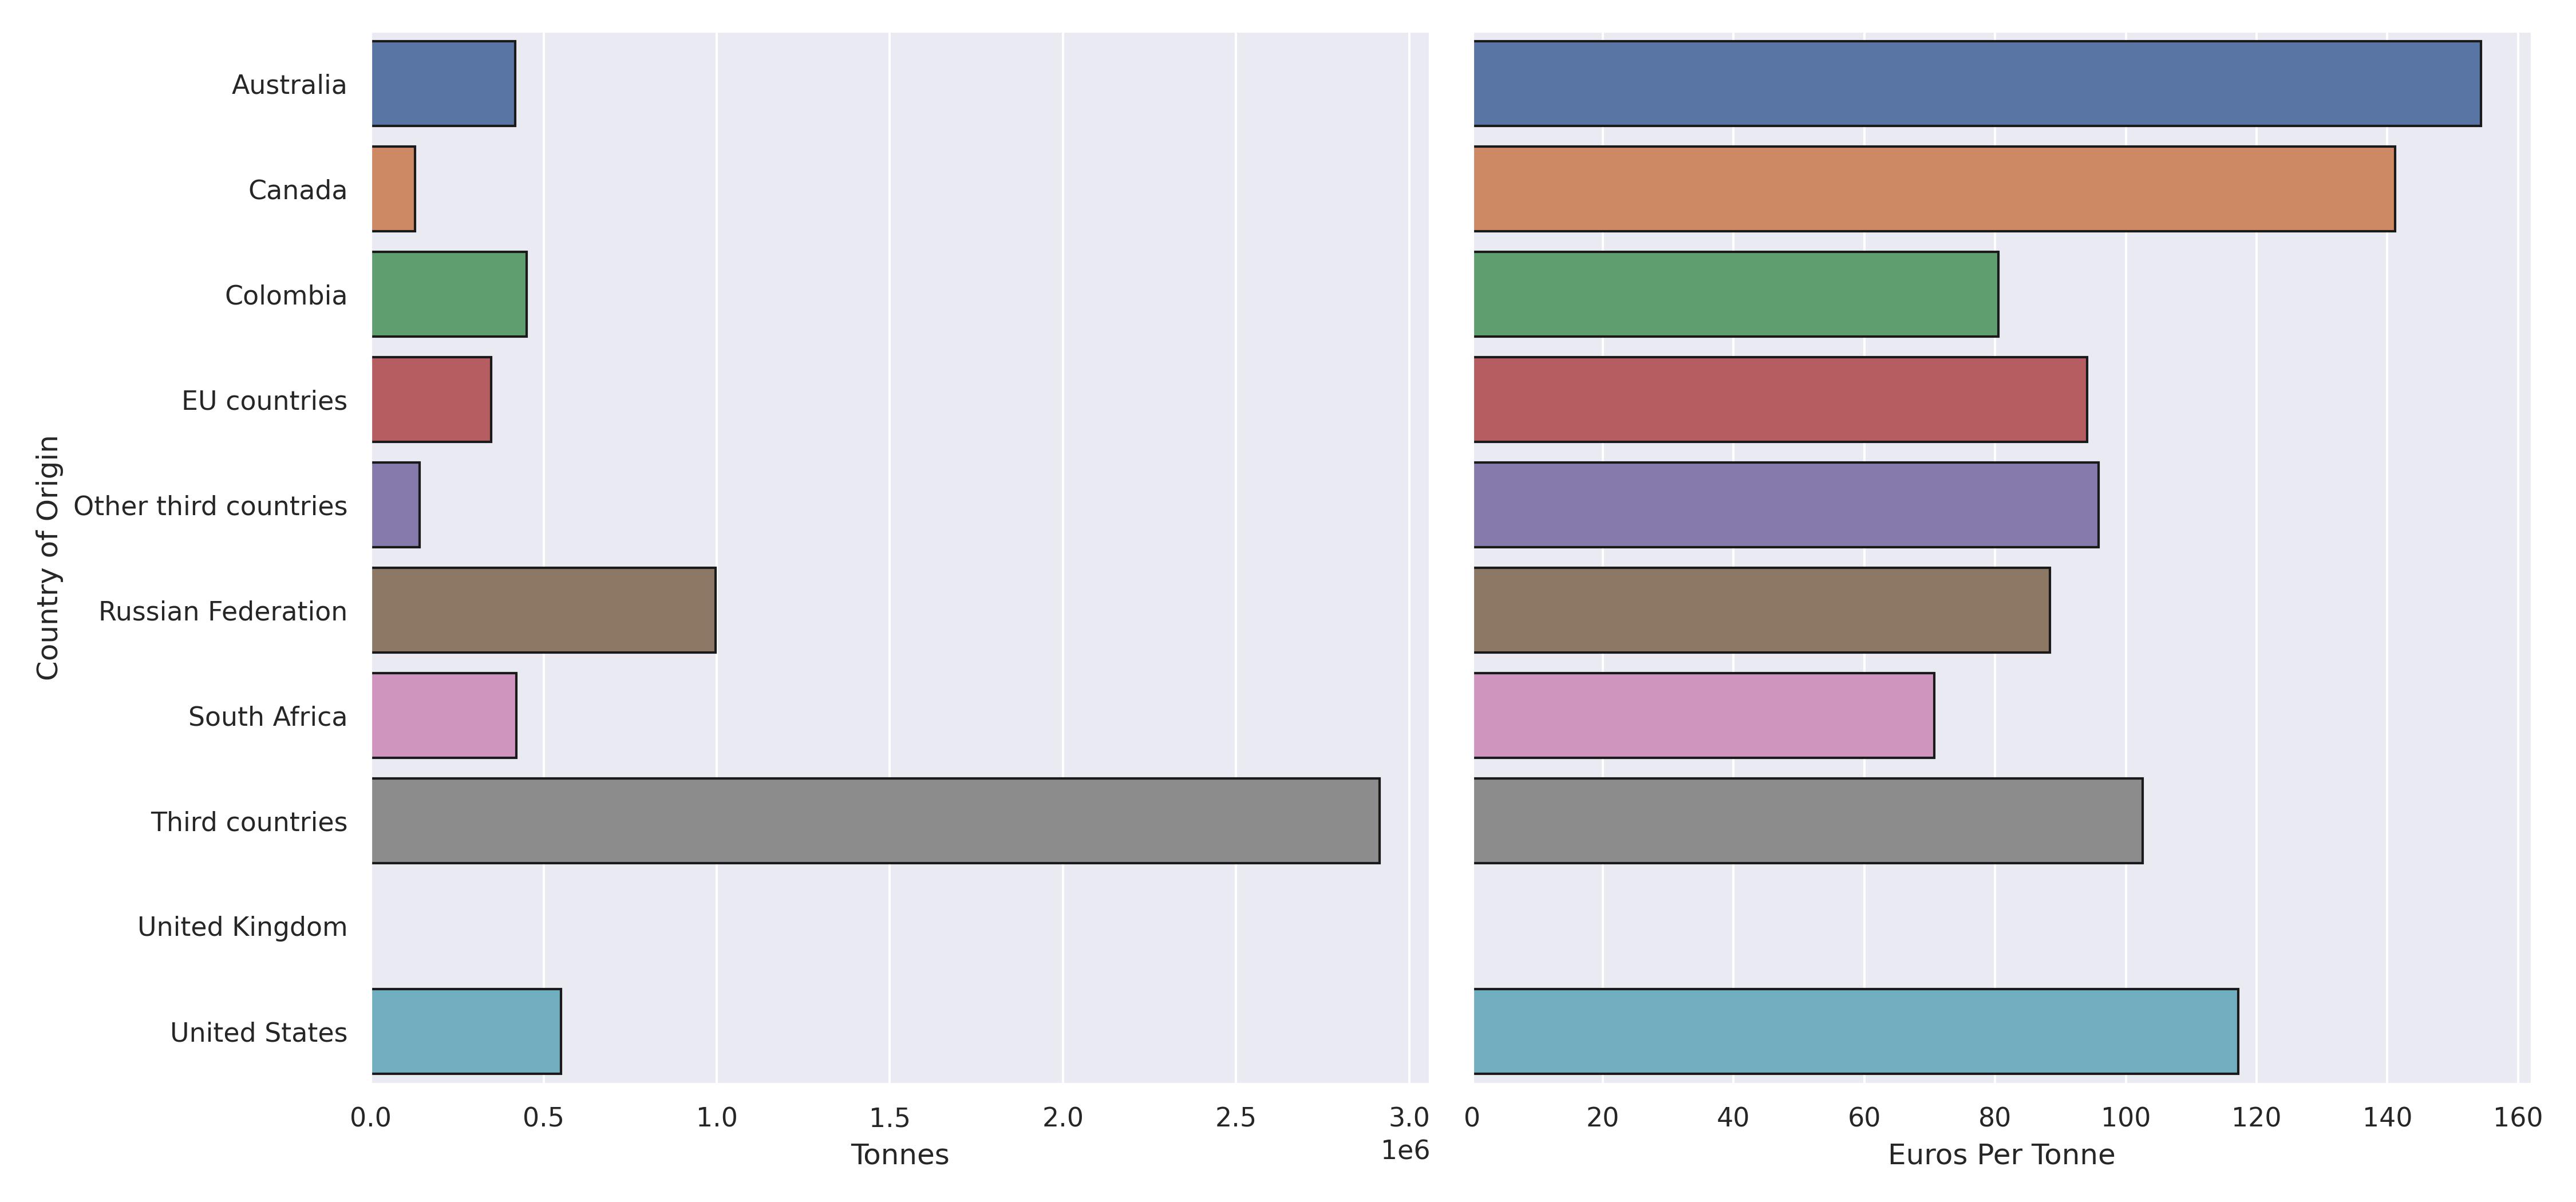 Country of Origin
Australia
Canada
Colombia
EU countries
Other third countries
Russian Federation
South Africa
Third countries
United Kingdom
United States
0.0 0.5 1.0 1.5 2.0 2.5 3.0
1e6
Tonnes
0 20 40 60 80 100 120 140 160
Euros Per Tonne